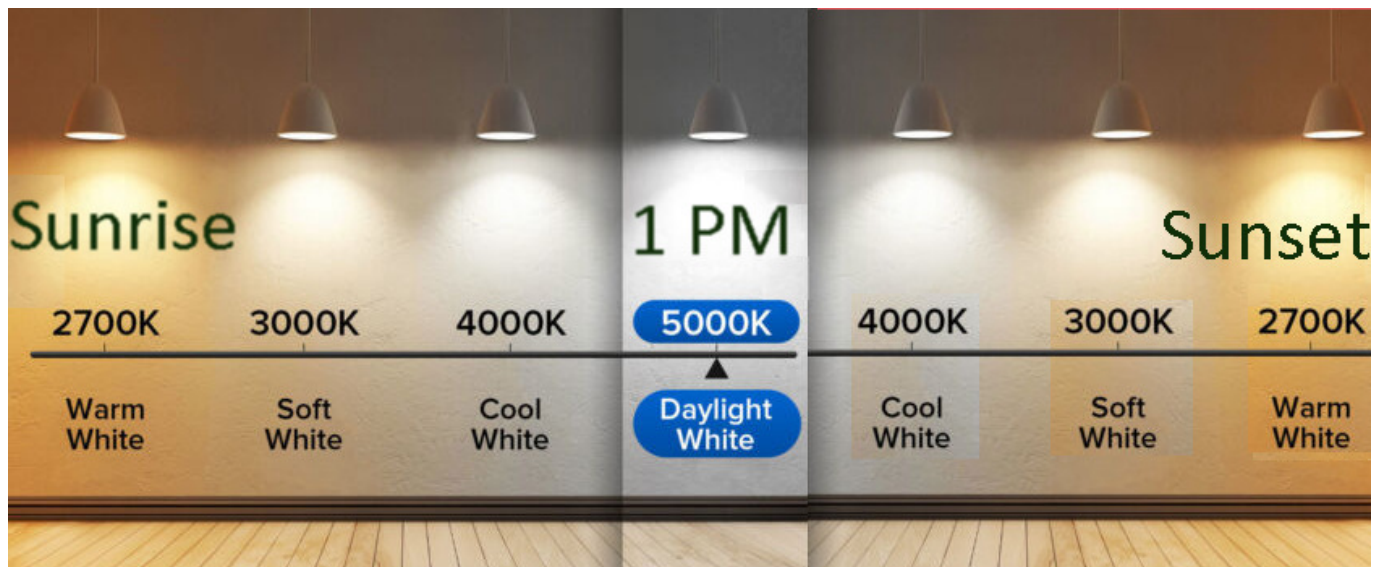 Sunrise
1 PM
Sunset
2700K
3000K
4000K
5000K
4000K
3000K
2700K
Warm
White
Soft
White
Cool
White
Daylight
White
Cool
White
Soft
White
Warm
White